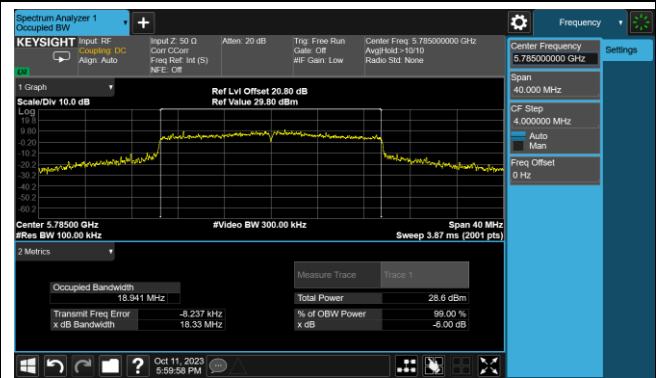 Spectrum Analyzer 1
Occupied BW
Frequency
KEYSIGHT
Input: RF
Coupling: DC
Align: Auto
Input Z: 50 Ω
Corr CCorr
Freq Ref: Int (S)
NFE: Off
Atten: 20 dB
Trig: Free Run
Gate: Off
#IF Gain: Low
Center Freq: 5.785000000 GHz
Avg|Hold:>10/10
Radio Std: None
Center Frequency
5.785000000 GHz
Settings
Span
40.000 MHz
CF Step
4.000000 MHz
Auto
Man
Freq Offset
0 Hz
1 Graph
Scale/Div 10.0 dB
Ref Lvl Offset 20.80 dB
Ref Value 29.80 dBm
Log
19.8
9.80
-0.20
-10.2
-20.2
-30.2
-40.2
-50.2
-60.2
Center 5.78500 GHz
#Video BW 300.00 kHz
Span 40 MHz
#Res BW 100.00 kHz
Sweep 3.87 ms (2001 pts)
2 Metrics
Measure Trace
Trace 1
Occupied Bandwidth
18.941 MHz
Total Power
28.6 dBm
Transmit Freq Error
-8.237 kHz
% of OBW Power
99.00 %
x dB Bandwidth
18.33 MHz
x dB
-6.00 dB
Oct 11, 2023
5:59:58 PM